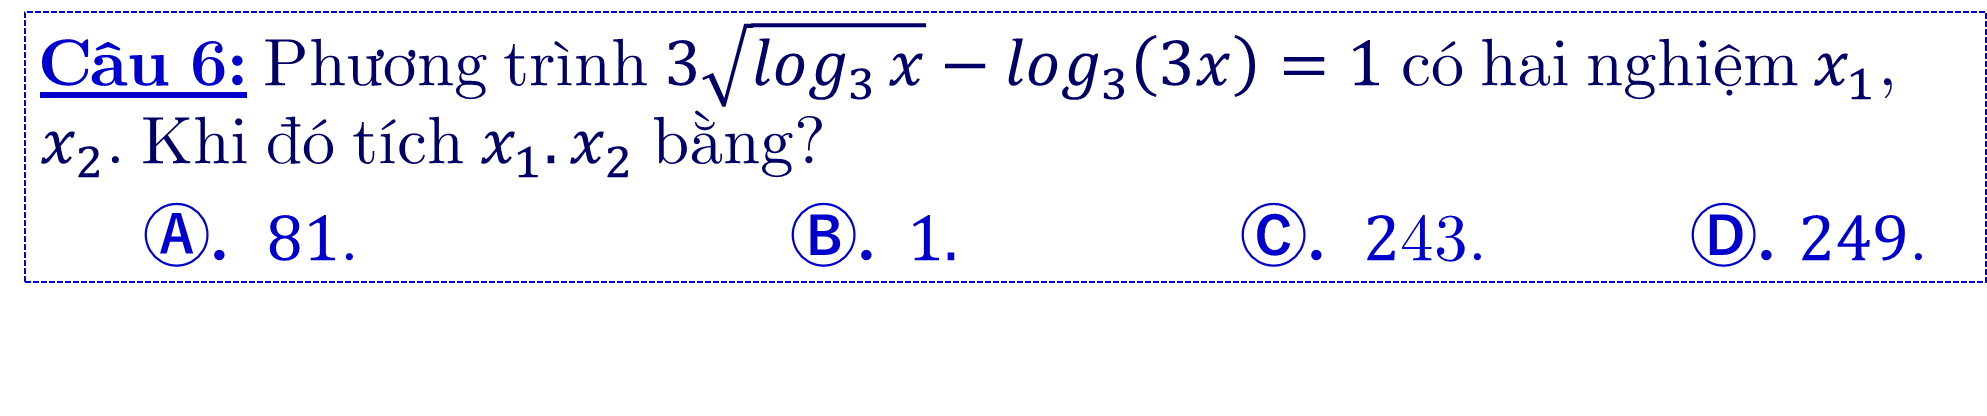 Câu 6: Phương trình 3√(log₃ x) − log₃(3x) = 1 có hai nghiệm x₁,
x₂. Khi đó tích x₁.x₂ bằng?
Ⓐ. 81. Ⓑ. 1. Ⓒ. 243. Ⓓ. 249.